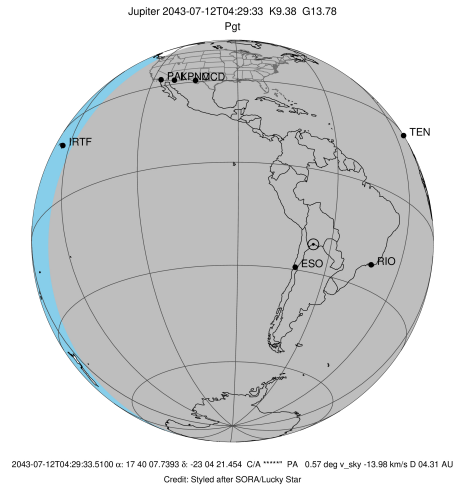 Jupiter 2043-07-12T04:29:33 K9.38 G13.78
Pgt
KPNO
MCD
IRTF
TEN
ESO
RIO
2043-07-12T04:29:33.5100 α: 17 40 07.7393 δ: -23 04 21.454 C/A *****" PA 0.57 deg v_sky -13.98 km/s D 04.31 AU
Credit: Styled after SORA/Lucky Star